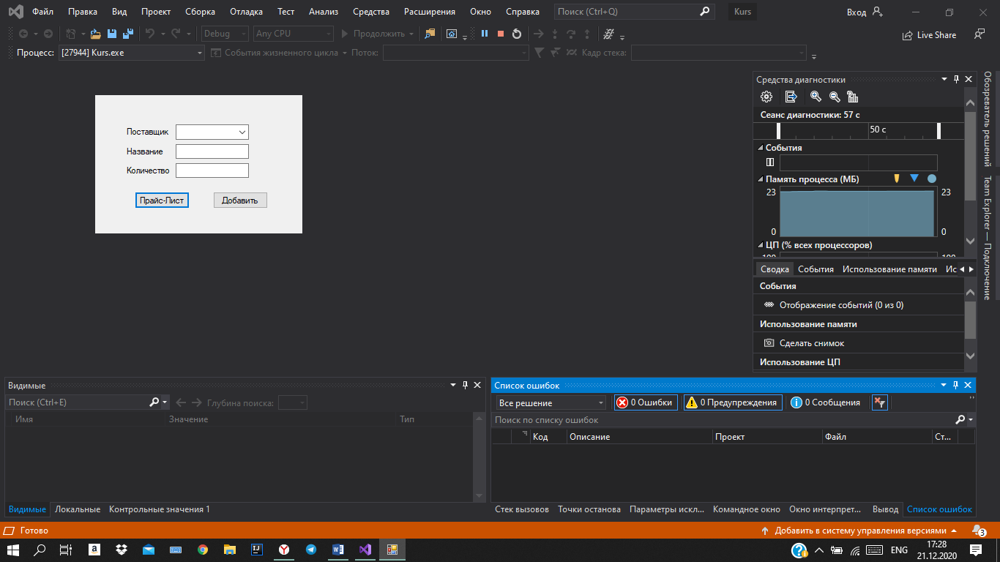 Файл Правка Вид Проект Сборка Отладка Тест Анализ Средства Расширения Окно Справка Поиск (Ctrl+Q) Kurs Вход
Debug Any CPU Продолжить Live Share
Процесс: [27944] Kurs.exe События жизненного цикла Поток: Кадр стека:
Поставщик
Название
Количество
Прайс-Лист Добавить
Средства диагностики
Сеанс диагностики: 57 с
50 с
События
Память процесса (МБ)
23 23
0 0
ЦП (% всех процессоров)
100 100
Сводка События Использование памяти Ис
События
Отображение событий (0 из 0)
Использование памяти
Сделать снимок
Использование ЦП
Обозреватель решений
Team Explorer — Подключение
Видимые
Поиск (Ctrl+E) Глубина поиска:
Имя Значение Тип
Видимые Локальные Контрольные значения 1
Список ошибок
Все решение 0 Ошибки 0 Предупреждения 0 Сообщения
Поиск по списку ошибок
Код Описание Проект Файл Ст...
Стек вызовов Точки останова Параметры искл... Командное окно Окно интерпрет... Вывод Список ошибок
Готово Добавить в систему управления версиями 3
a IJ Y W ENG 17:28
21.12.2020